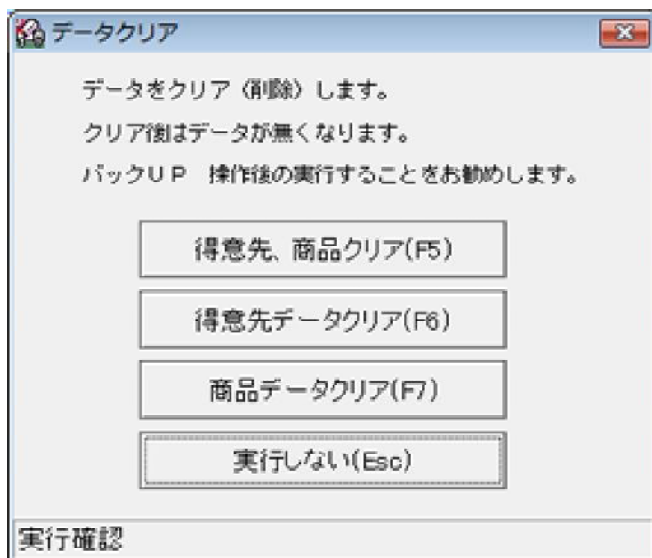 データクリア
データをクリア（削除）します。
クリア後はデータが無くなります。
バックＵＰ　操作後の実行することをお勧めします。
得意先、商品クリア(F5)
得意先データクリア(F6)
商品データクリア(F7)
実行しない(Esc)
実行確認